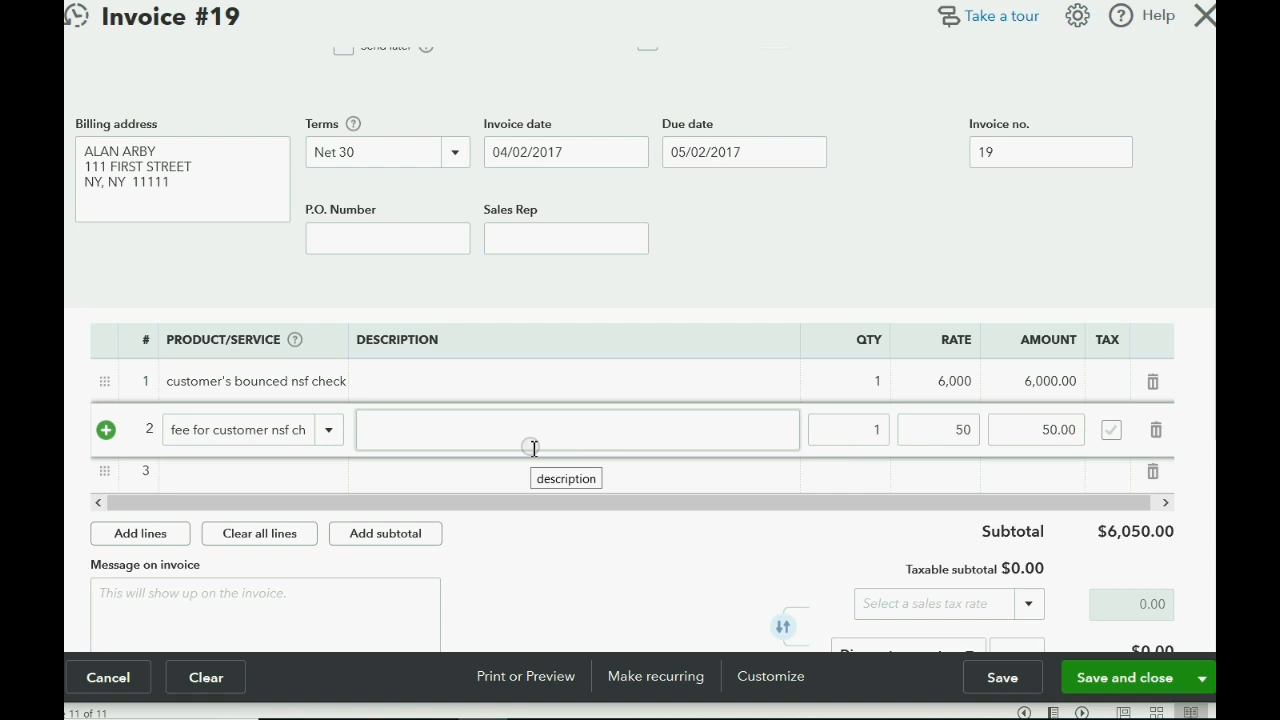 Invoice #19
Take a tour
Help
Send later
Billing address
Terms
Invoice date
Due date
Invoice no.
ALAN ARBY
111 FIRST STREET
NY, NY 11111
Net 30
04/02/2017
05/02/2017
19
P.O. Number
Sales Rep
# PRODUCT/SERVICE DESCRIPTION QTY RATE AMOUNT TAX
1 customer's bounced nsf check 1 6,000 6,000.00
2 fee for customer nsf ch 1 50 50.00
description
3
Add lines
Clear all lines
Add subtotal
Subtotal $6,050.00
Message on invoice
Taxable subtotal $0.00
This will show up on the invoice.
Select a sales tax rate
0.00
$0.00
Cancel
Clear
Print or Preview
Make recurring
Customize
Save
Save and close
11 of 11